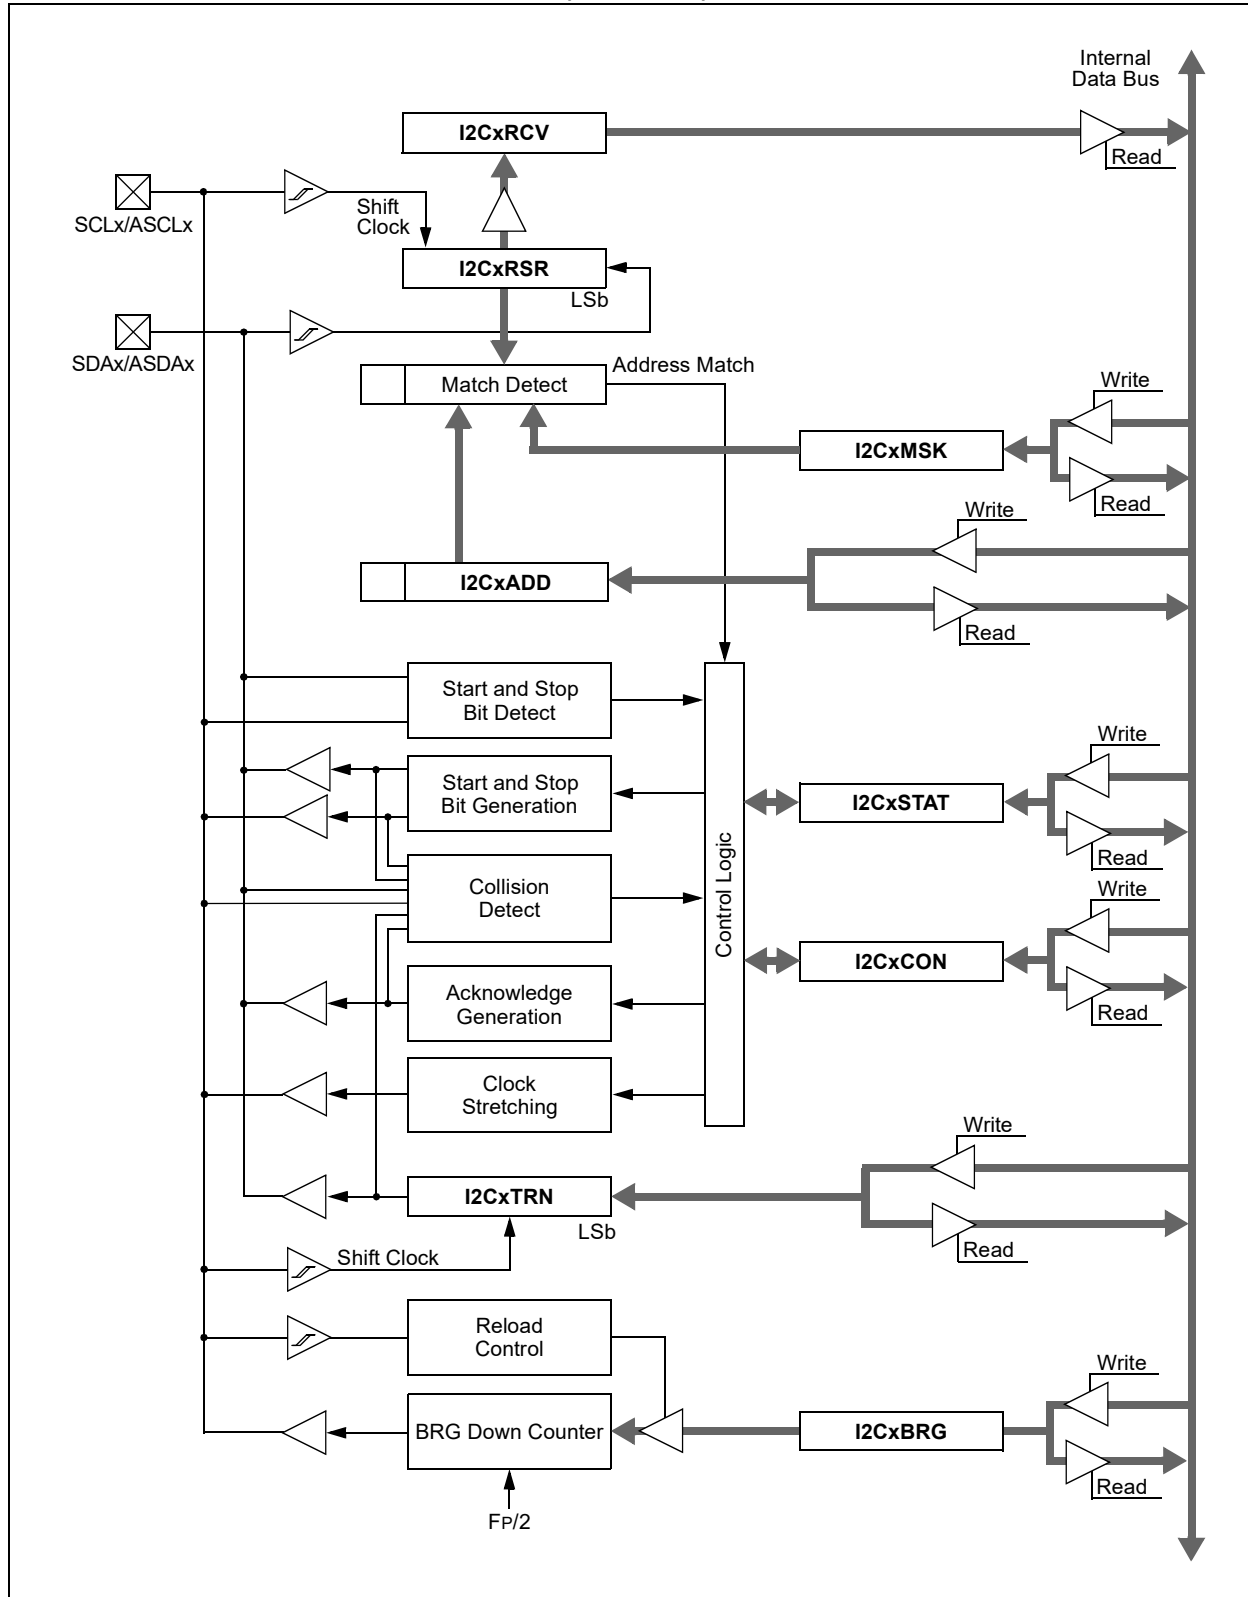 Internal
Data Bus
I2CxRCV
Read
SCLx/ASCLx
Shift
Clock
I2CxRSR
LSb
SDAx/ASDAx
Match Detect
Address Match
Write
I2CxMSK
Read
Write
I2CxADD
Read
Start and Stop
Bit Detect
Write
Start and Stop
Bit Generation
I2CxSTAT
Read
Control Logic
Collision
Detect
Write
I2CxCON
Read
Acknowledge
Generation
Clock
Stretching
Write
I2CxTRN
LSb
Read
Shift Clock
Reload
Control
Write
BRG Down Counter
I2CxBRG
Read
FP/2